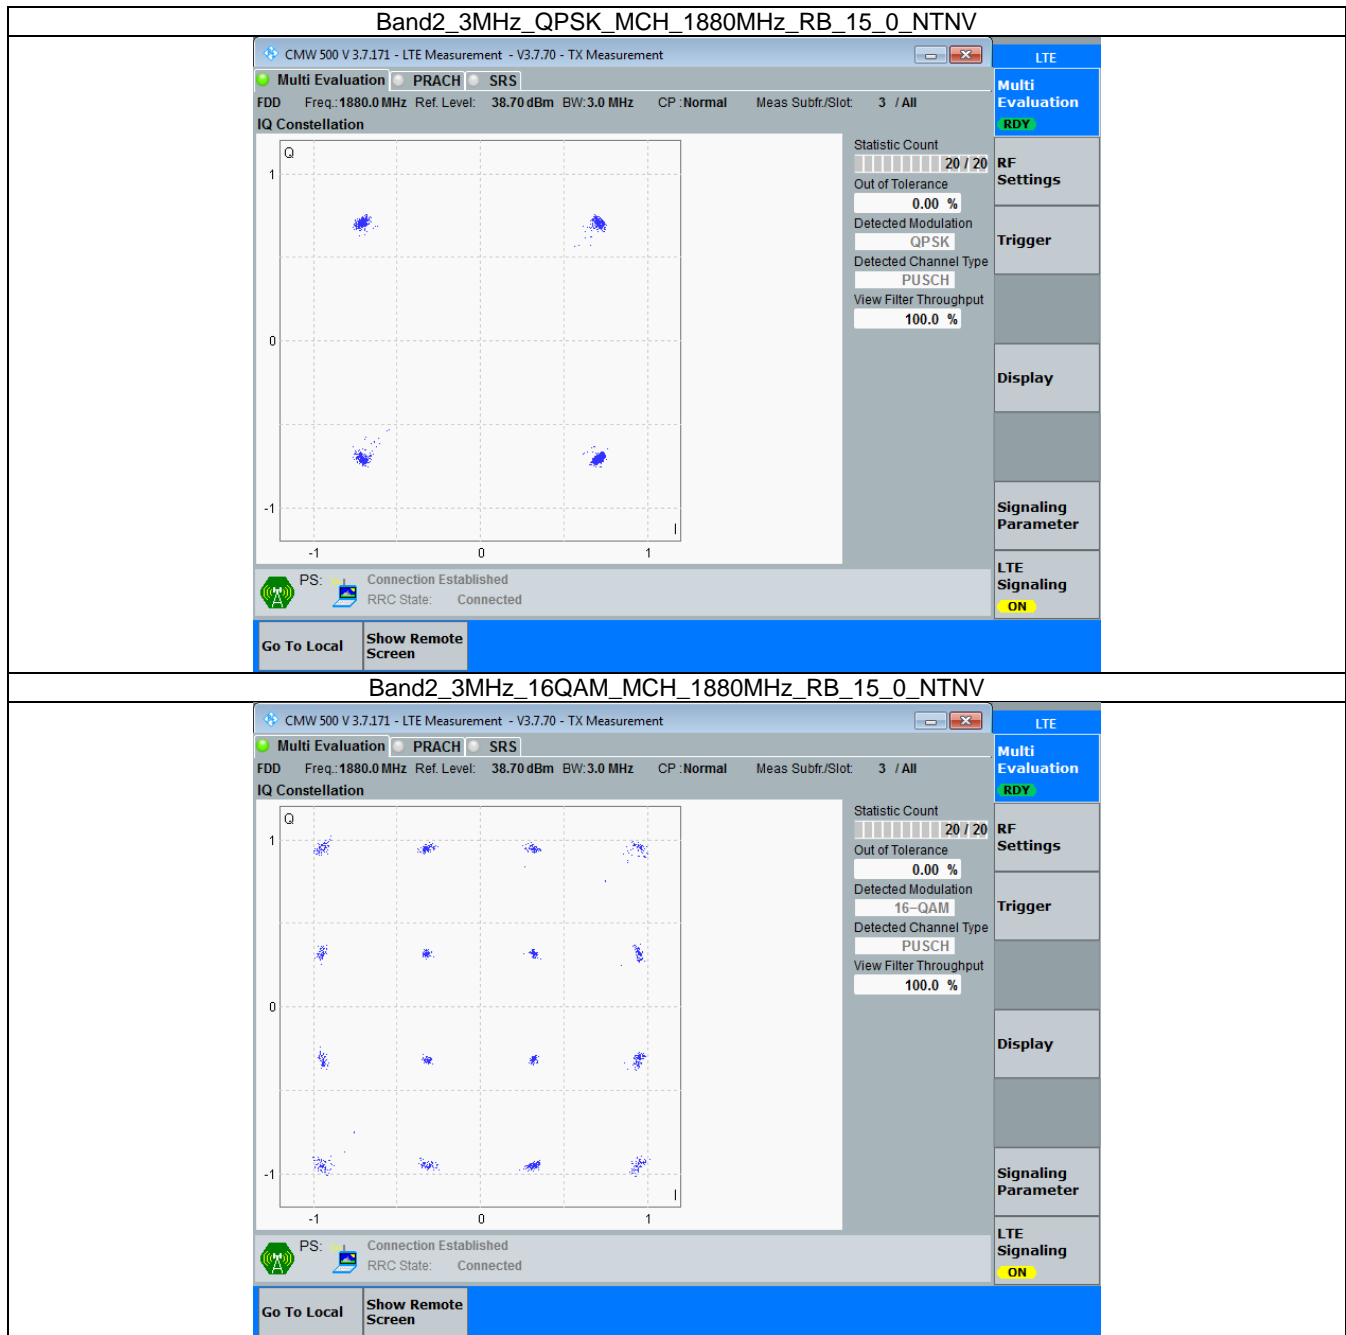 Band2_3MHz_QPSK_MCH_1880MHz_RB_15_0_NTNV
CMW 500 V 3.7.171 - LTE Measurement - V3.7.70 - TX Measurement
LTE
Multi Evaluation PRACH SRS
Multi
Evaluation
RDY
FDD Freq.:1880.0 MHz Ref. Level: 38.70 dBm BW:3.0 MHz CP :Normal Meas Subfr./Slot: 3 / All
IQ Constellation
Q
1
0
-1
-1 0 1
I
Statistic Count
20 / 20
Out of Tolerance
0.00 %
Detected Modulation
QPSK
Detected Channel Type
PUSCH
View Filter Throughput
100.0 %
RF
Settings
Trigger
Display
Signaling
Parameter
LTE
Signaling
ON
PS: Connection Established
RRC State: Connected
Go To Local
Show Remote
Screen
Band2_3MHz_16QAM_MCH_1880MHz_RB_15_0_NTNV
CMW 500 V 3.7.171 - LTE Measurement - V3.7.70 - TX Measurement
LTE
Multi Evaluation PRACH SRS
Multi
Evaluation
RDY
FDD Freq.:1880.0 MHz Ref. Level: 38.70 dBm BW:3.0 MHz CP :Normal Meas Subfr./Slot: 3 / All
IQ Constellation
Q
1
0
-1
-1 0 1
I
Statistic Count
20 / 20
Out of Tolerance
0.00 %
Detected Modulation
16-QAM
Detected Channel Type
PUSCH
View Filter Throughput
100.0 %
RF
Settings
Trigger
Display
Signaling
Parameter
LTE
Signaling
ON
PS: Connection Established
RRC State: Connected
Go To Local
Show Remote
Screen